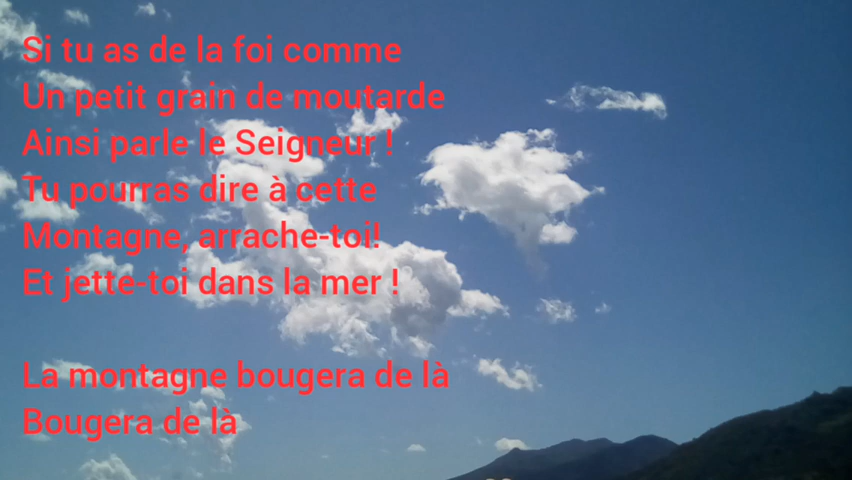 Si tu as de la foi comme
Un petit grain de moutarde
Ainsi parle le Seigneur !
Tu pourras dire à cette
Montagne, arrache-toi!
Et jette-toi dans la mer !
La montagne bougera de là
Bougera de là